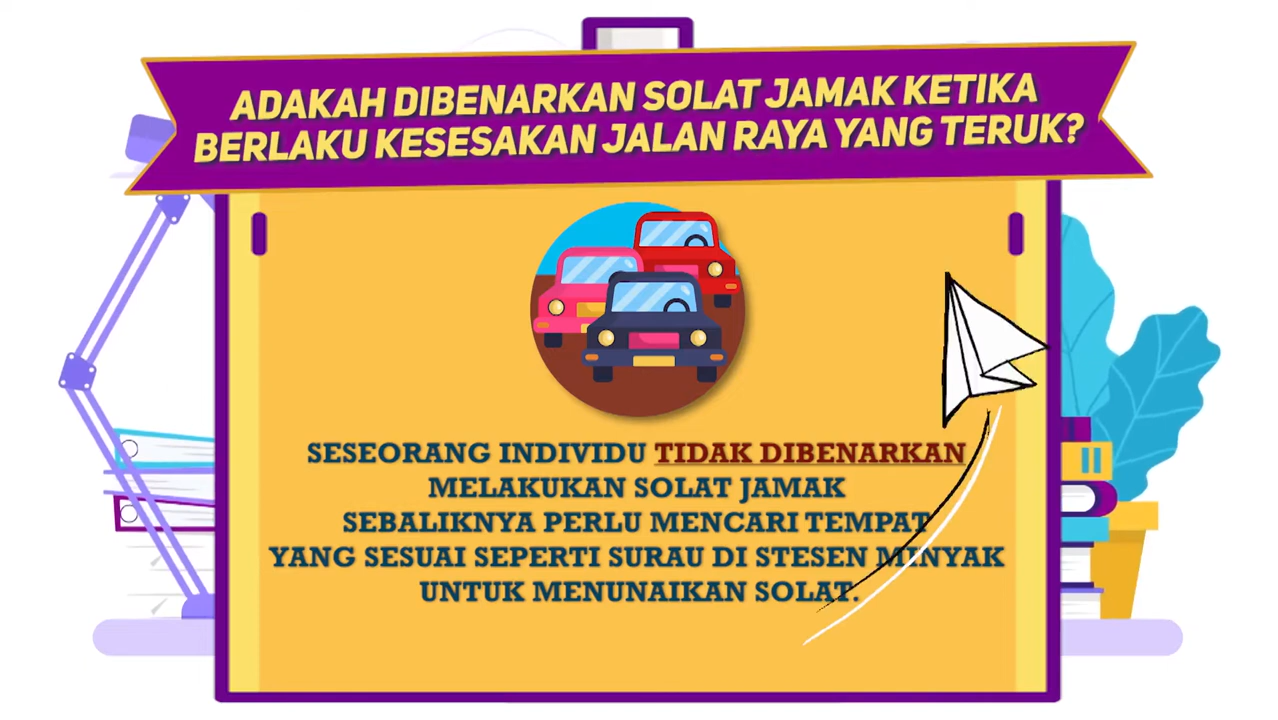 ADAKAH DIBENARKAN SOLAT JAMAK KETIKA
BERLAKU KESESAKAN JALAN RAYA YANG TERUK?
SESEORANG INDIVIDU TIDAK DIBENARKAN
MELAKUKAN SOLAT JAMAK
SEBALIKNYA PERLU MENCARI TEMPAT
YANG SESUAI SEPERTI SURAU DI STESEN MINYAK
UNTUK MENUNAIKAN SOLAT.